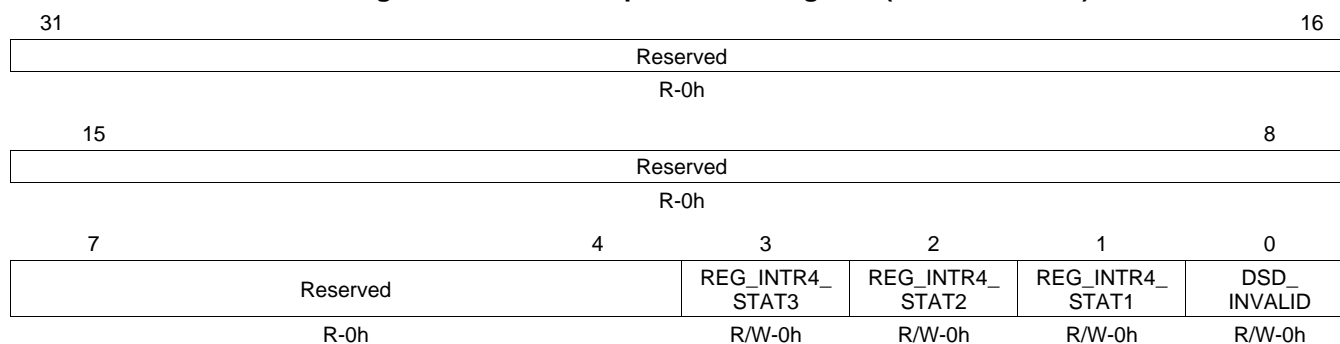 31 16
Reserved
R-0h
15 8
Reserved
R-0h
7 4 3 2 1 0
Reserved REG_INTR4_ STAT3 REG_INTR4_ STAT2 REG_INTR4_ STAT1 DSD_ INVALID
R-0h R/W-0h R/W-0h R/W-0h R/W-0h